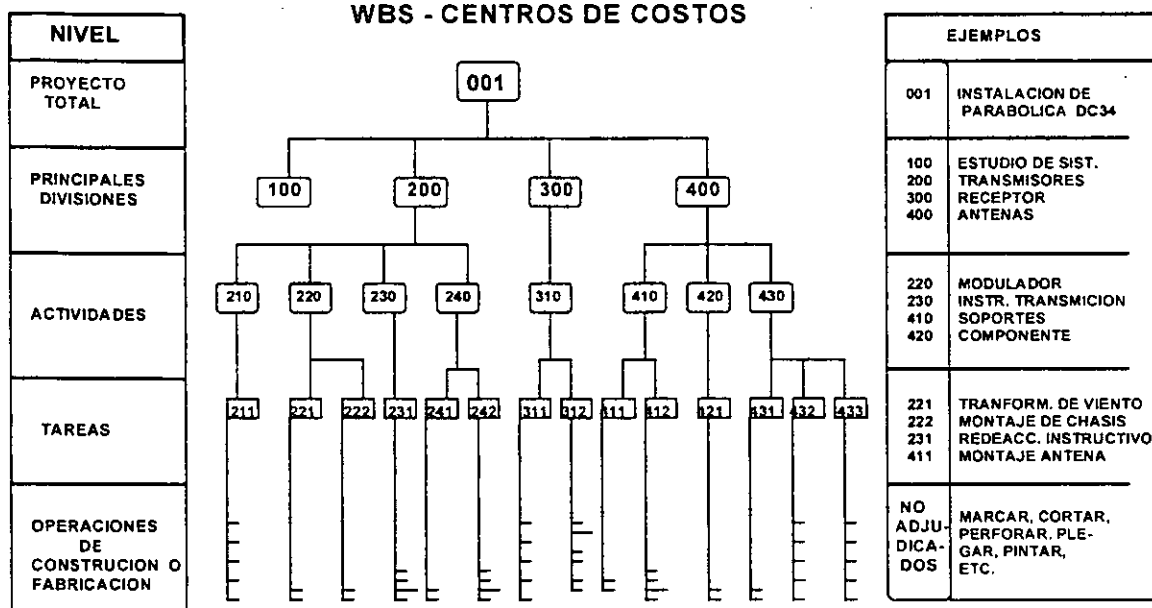 WBS - CENTROS DE COSTOS
NIVEL
EJEMPLOS
PROYECTO
TOTAL
001
001 INSTALACION DE
PARABOLICA DC34
PRINCIPALES
DIVISIONES
100 200 300 400
100 ESTUDIO DE SIST.
200 TRANSMISORES
300 RECEPTOR
400 ANTENAS
ACTIVIDADES
210 220 230 240 310 410 420 430
220 MODULADOR
230 INSTR. TRANSMICION
410 SOPORTES
420 COMPONENTE
TAREAS
211 221 222 231 241 242 311 312 411 412 421 431 432 433
221 TRANFORM. DE VIENTO
222 MONTAJE DE CHASIS
231 REDEACC. INSTRUCTIVO
411 MONTAJE ANTENA
OPERACIONES
DE
CONSTRUCION O
FABRICACION
NO
ADJU-
DICA-
DOS
MARCAR, CORTAR,
PERFORAR. PLE-
GAR, PINTAR,
ETC.